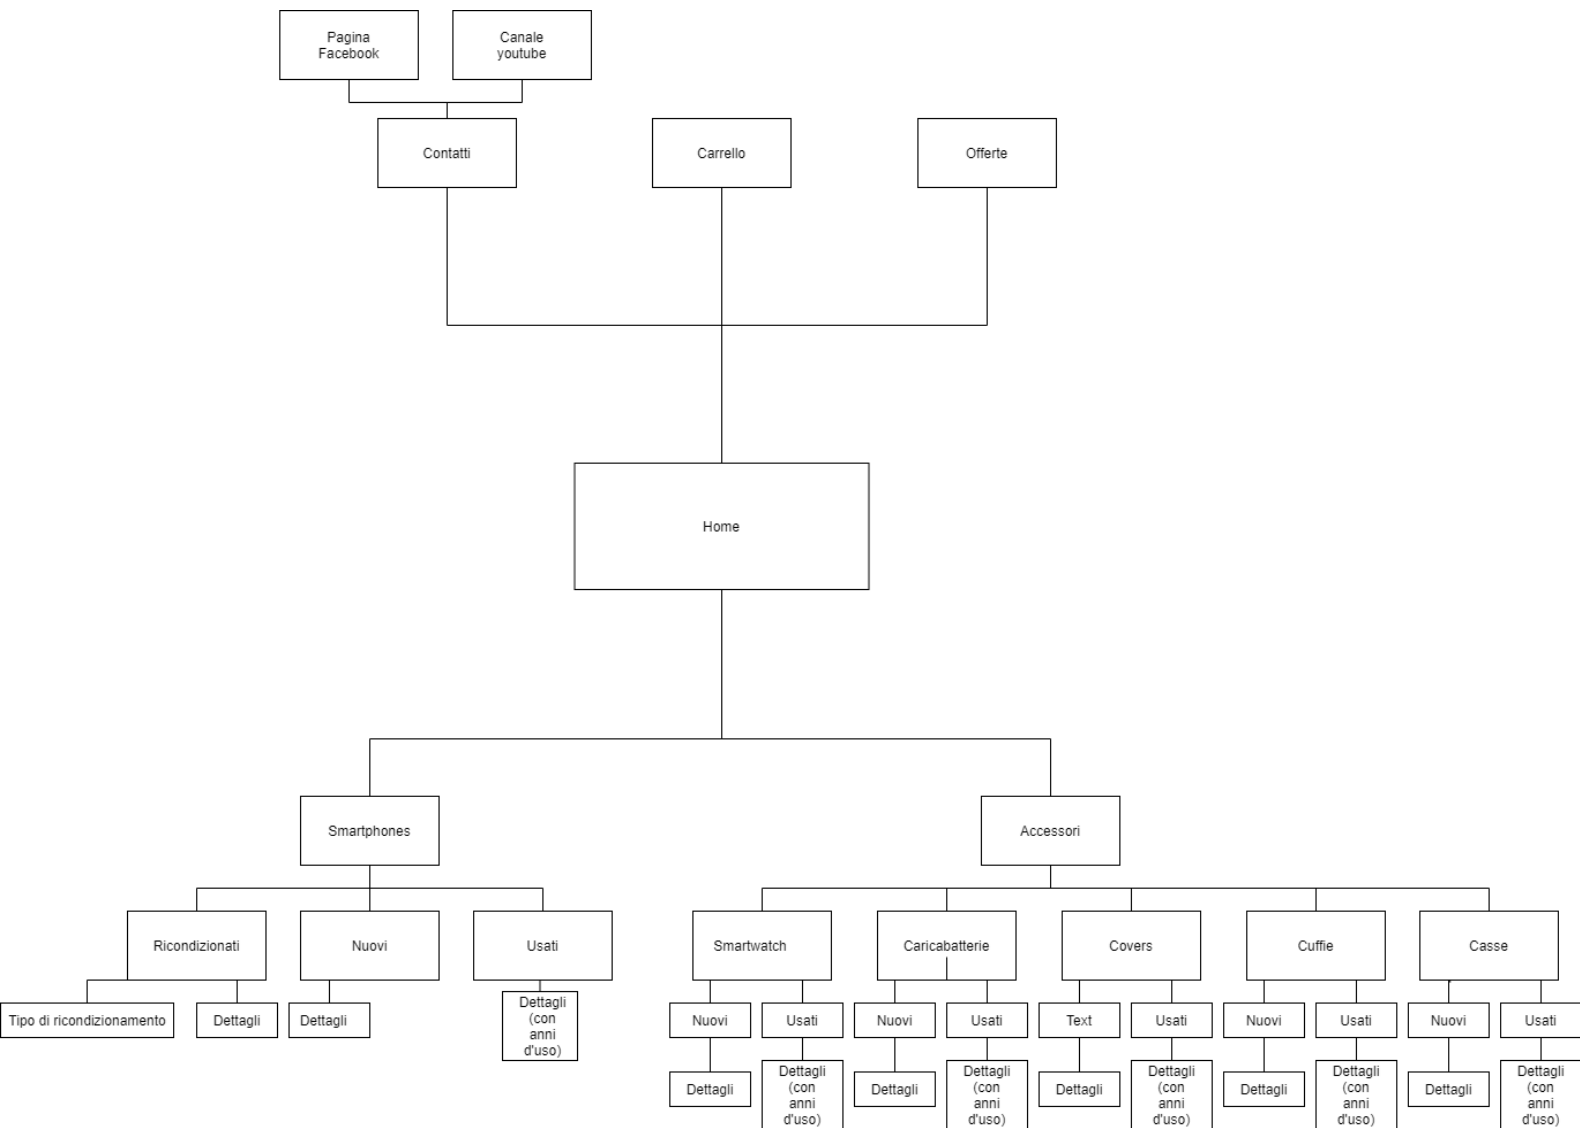 Pagina
Facebook
Canale
youtube
Contatti
Carrello
Offerte
Home
Smartphones
Accessori
Ricondizionati
Nuovi
Usati
Smartwatch
Caricabatterie
Covers
Cuffie
Casse
Tipo di ricondizionamento
Dettagli
Dettagli
Dettagli
(con
anni
d'uso)
Nuovi
Usati
Nuovi
Usati
Text
Usati
Nuovi
Usati
Nuovi
Usati
Dettagli
Dettagli
(con
anni
d'uso)
Dettagli
Dettagli
(con
anni
d'uso)
Dettagli
Dettagli
(con
anni
d'uso)
Dettagli
Dettagli
(con
anni
d'uso)
Dettagli
Dettagli
(con
anni
d'uso)